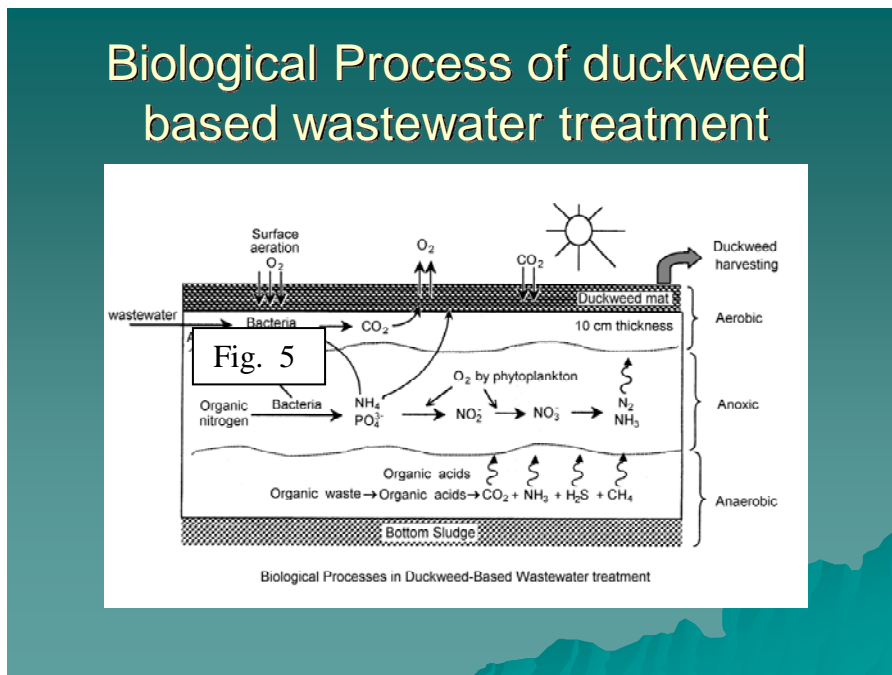 Biological Process of duckweed
based wastewater treatment
Surface
aeration
O₂
O₂
CO₂
Duckweed
harvesting
Duckweed mat
wastewater
Bacteria
CO₂
10 cm thickness
Aerobic
Fig. 5
O₂ by phytoplankton
Organic
nitrogen
Bacteria
NH₄
PO₄³⁻
NO₂⁻
NO₃⁻
N₂
NH₃
Anoxic
Organic acids
Organic waste→Organic acids→CO₂ + NH₃ + H₂S + CH₄
Anaerobic
Bottom Sludge
Biological Processes in Duckweed-Based Wastewater treatment